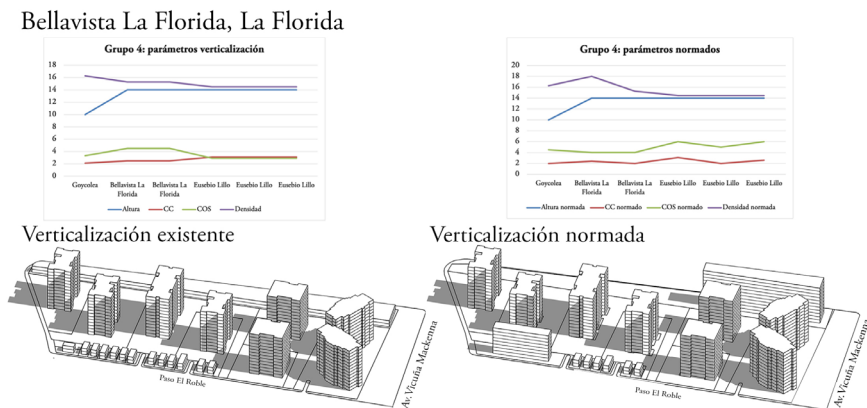 Bellavista La Florida, La Florida
Grupo 4: parámetros verticalización
18
16
14
12
10
8
6
4
2
0
Goycolea
Bellavista La Florida
Bellavista La Florida
Eusebio Lillo
Eusebio Lillo
Eusebio Lillo
Altura CC COS Densidad
Grupo 4: parámetros normados
20
18
16
14
12
10
8
6
4
2
0
Goycolea
Bellavista La Florida
Bellavista La Florida
Eusebio Lillo
Eusebio Lillo
Eusebio Lillo
Altura normada CC normado COS normado Densidad normada
Verticalización existente
Paso El Roble
Av. Vicuña Mackenna
Verticalización normada
Paso El Roble
Av. Vicuña Mackenna